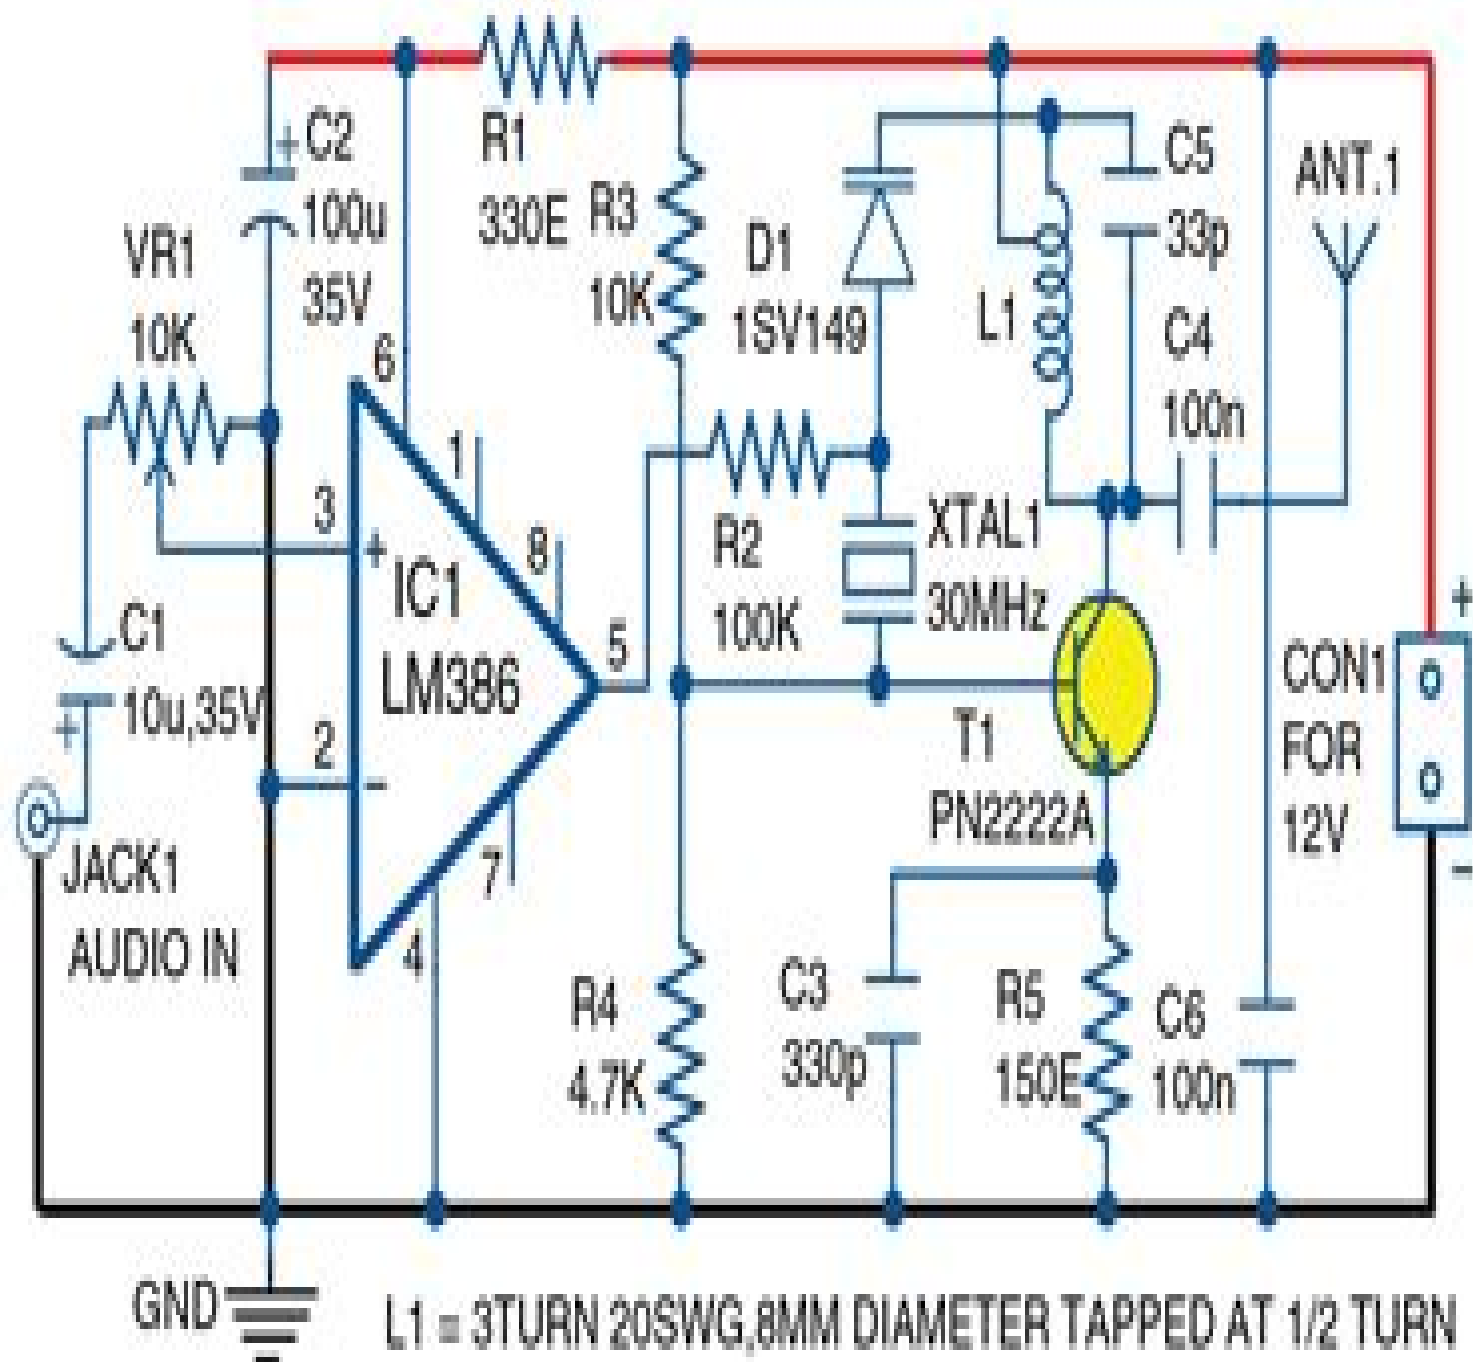 C2
100u
35V
+
R1
330E
R3
10K
D1
1SV149
C5
33p
ANT.1
VR1
10K
L1
C4
100n
6
1
3
8
+
IC1
LM386
5
2
-
7
4
R2
100K
XTAL1
30MHz
C1
10u,35V
+
JACK1
AUDIO IN
T1
PN2222A
CON1
FOR
12V
+
-
R4
4.7K
C3
330p
R5
150E
C6
100n
GND
L1 = 3TURN 20SWG,8MM DIAMETER TAPPED AT 1/2 TURN